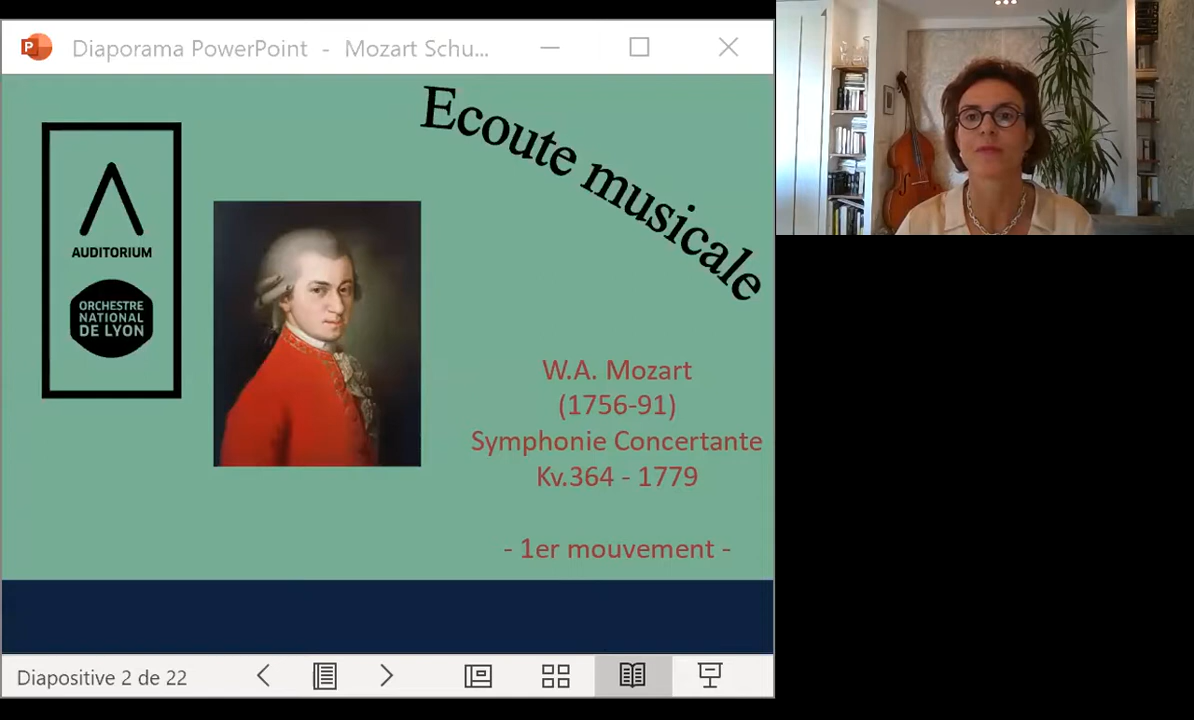 Diaporama PowerPoint - Mozart Schu...
Ecoute musicale
AUDITORIUM
ORCHESTRE
NATIONAL
DE LYON
W.A. Mozart
(1756-91)
Symphonie Concertante
Kv.364 - 1779
- 1er mouvement -
Diapositive 2 de 22